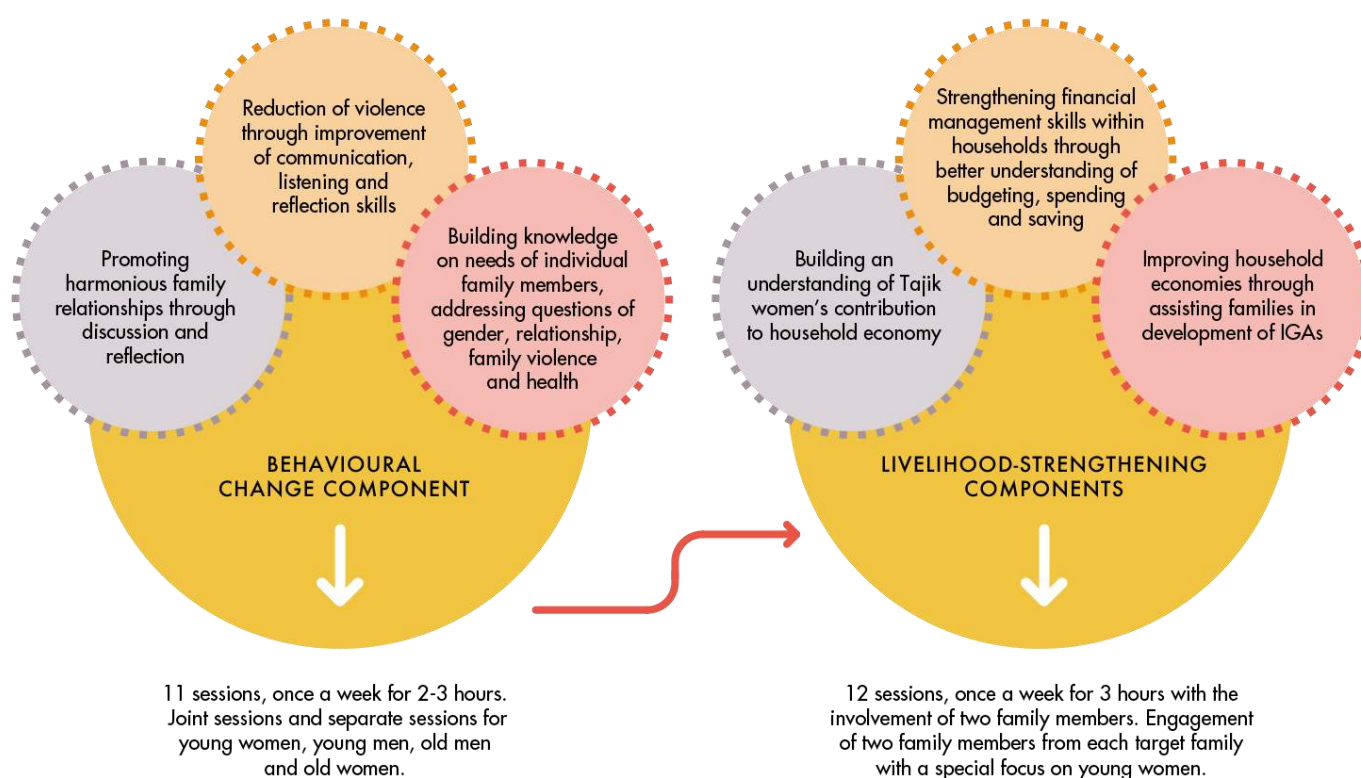 Reduction of violence
through improvement
of communication,
listening and
reflection skills
Promoting
harmonious family
relationships through
discussion and
reflection
Building knowledge
on needs of individual
family members,
addressing questions of
gender, relationship,
family violence
and health
BEHAVIOURAL
CHANGE COMPONENT
11 sessions, once a week for 2-3 hours.
Joint sessions and separate sessions for
young women, young men, old men
and old women.
Strengthening financial
management skills within
households through
better understanding of
budgeting, spending
and saving
Building an
understanding of Tajik
women's contribution
to household economy
Improving household
economies through
assisting families in
development of IGAs
LIVELIHOOD-STRENGTHENING
COMPONENTS
12 sessions, once a week for 3 hours with the
involvement of two family members. Engagement
of two family members from each target family
with a special focus on young women.